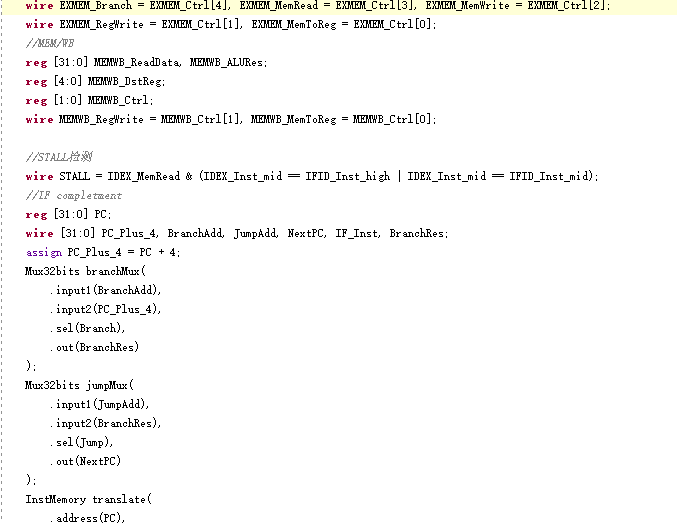 wire EXMEM_Branch = EXMEM_Ctrl[4], EXMEM_MemRead = EXMEM_Ctrl[3], EXMEM_MemWrite = EXMEM_Ctrl[2];
wire EXMEM_RegWrite = EXMEM_Ctrl[1], EXMEM_MemToReg = EXMEM_Ctrl[0];
//MEM/WB
reg [31:0] MEMWB_ReadData, MEMWB_ALURes;
reg [4:0] MEMWB_DstReg;
reg [1:0] MEMWB_Ctrl;
wire MEMWB_RegWrite = MEMWB_Ctrl[1], MEMWB_MemToReg = MEMWB_Ctrl[0];
//STALL检测
wire STALL = IDEX_MemRead & (IDEX_Inst_mid == IFID_Inst_high | IDEX_Inst_mid == IFID_Inst_mid);
//IF completment
reg [31:0] PC;
wire [31:0] PC_Plus_4, BranchAdd, JumpAdd, NextPC, IF_Inst, BranchRes;
assign PC_Plus_4 = PC + 4;
Mux32bits branchMux(
.input1(BranchAdd),
.input2(PC_Plus_4),
.sel(Branch),
.out(BranchRes)
);
Mux32bits jumpMux(
.input1(JumpAdd),
.input2(BranchRes),
.sel(Jump),
.out(NextPC)
);
InstMemory translate(
.address(PC),